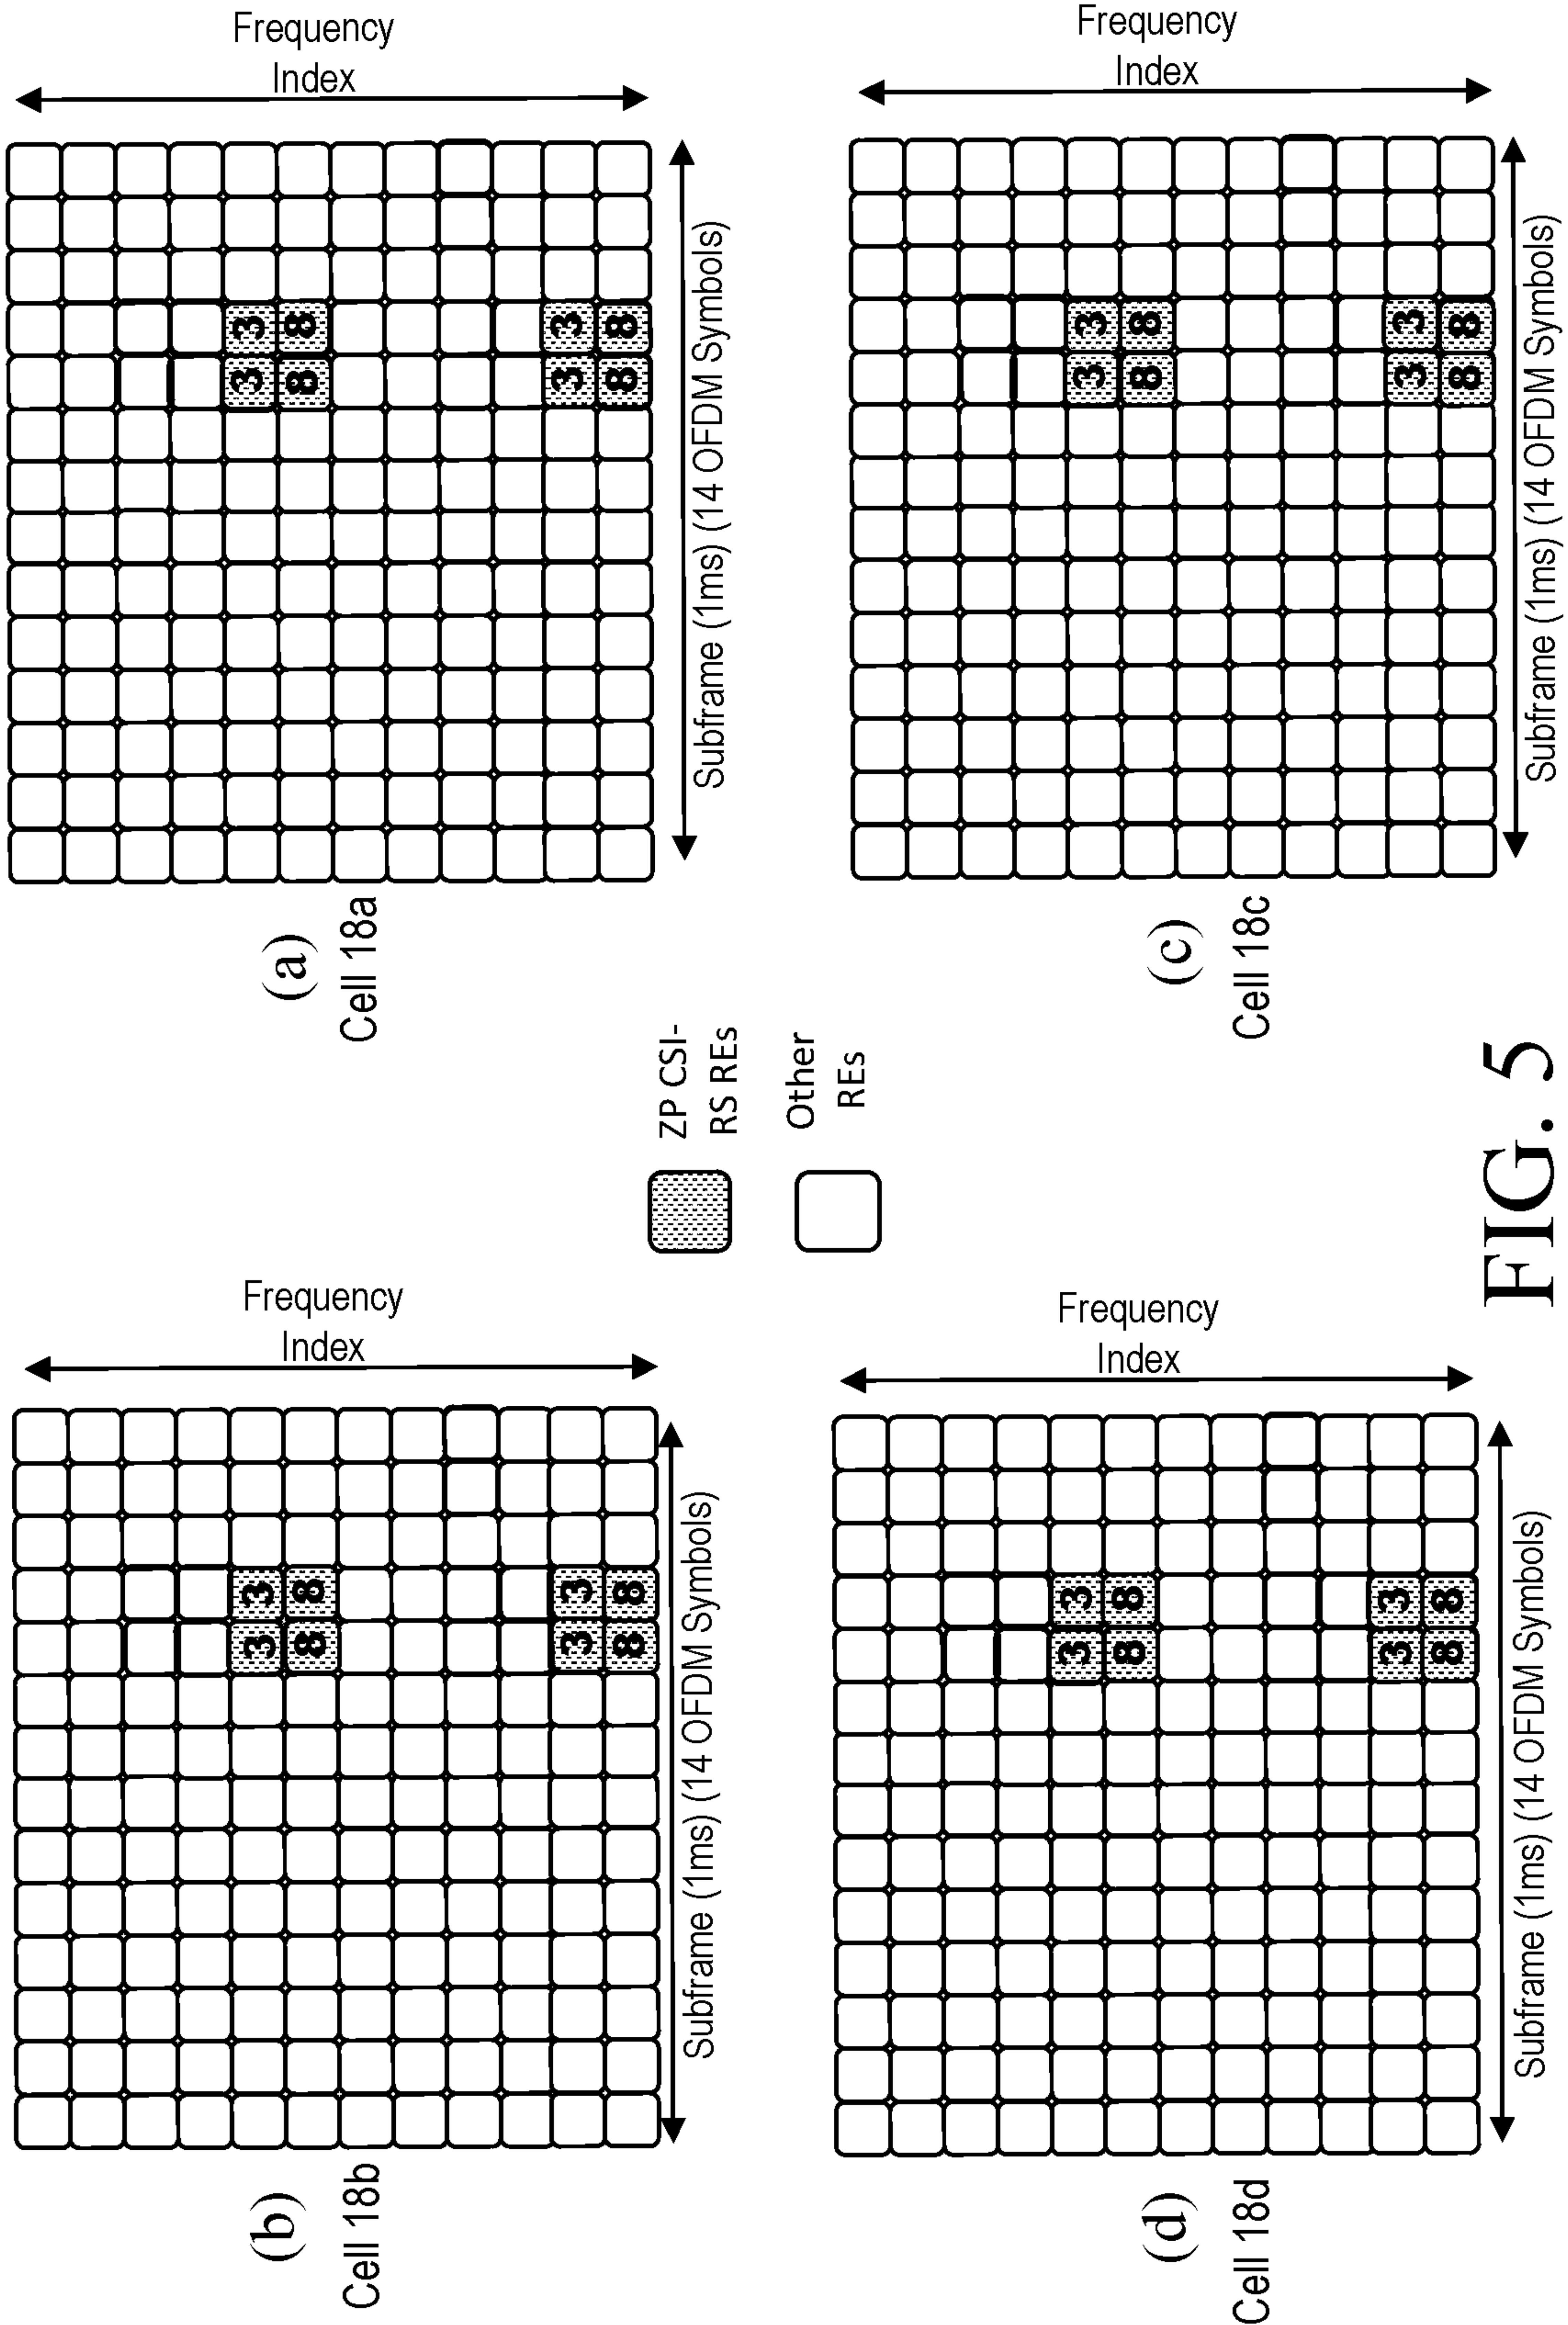 (b)
Cell 18b
Frequency
Index
3 3
8 8
3 3
8 8
Subframe (1ms) (14 OFDM Symbols)
(a)
Cell 18a
Frequency
Index
3 3
8 8
3 3
8 8
Subframe (1ms) (14 OFDM Symbols)
ZP CSI-
RS REs
Other
REs
(d)
Cell 18d
Frequency
Index
3 3
8 8
3 3
8 8
Subframe (1ms) (14 OFDM Symbols)
(c)
Cell 18c
Frequency
Index
3 3
8 8
3 3
8 8
Subframe (1ms) (14 OFDM Symbols)
FIG. 5